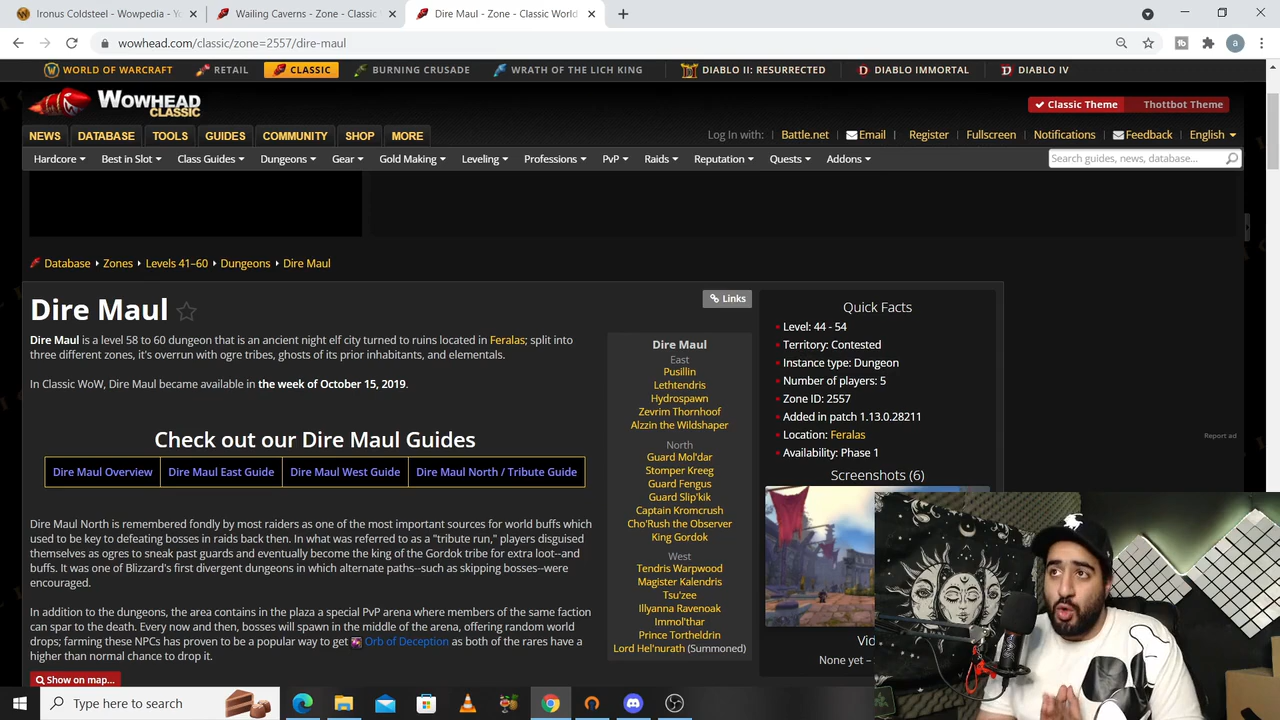 Ironus Coldsteel - Wowpedia - Yo
Wailing Caverns - Zone - Classic
Dire Maul - Zone - Classic World
wowhead.com/classic/zone=2557/dire-maul
a
WORLD OF WARCRAFT
RETAIL
CLASSIC
BURNING CRUSADE
WRATH OF THE LICH KING
DIABLO II: RESURRECTED
DIABLO IMMORTAL
DIABLO IV
WOWHEAD
CLASSIC
Classic Theme
Thottbot Theme
NEWS
DATABASE
TOOLS
GUIDES
COMMUNITY
SHOP
MORE
Log In with:
Battle.net
Email
Register
Fullscreen
Notifications
Feedback
English
Hardcore
Best in Slot
Class Guides
Dungeons
Gear
Gold Making
Leveling
Professions
PvP
Raids
Reputation
Quests
Addons
Search guides, news, database...
Database
Zones
Levels 41–60
Dungeons
Dire Maul
Dire Maul
Links
Dire Maul is a level 58 to 60 dungeon that is an ancient night elf city turned to ruins located in Feralas; split into
three different zones, it's overrun with ogre tribes, ghosts of its prior inhabitants, and elementals.
In Classic WoW, Dire Maul became available in the week of October 15, 2019.
Check out our Dire Maul Guides
Dire Maul Overview
Dire Maul East Guide
Dire Maul West Guide
Dire Maul North / Tribute Guide
Dire Maul North is remembered fondly by most raiders as one of the most important sources for world buffs which
used to be key to defeating bosses in raids back then. In what was referred to as a "tribute run," players disguised
themselves as ogres to sneak past guards and eventually become the king of the Gordok tribe for extra loot--and
buffs. It was one of Blizzard's first divergent dungeons in which alternate paths--such as skipping bosses--were
encouraged.
In addition to the dungeons, the area contains in the plaza a special PvP arena where members of the same faction
can spar to the death. Every now and then, bosses will spawn in the middle of the arena, offering random world
drops; farming these NPCs has proven to be a popular way to get Orb of Deception as both of the rares have a
higher than normal chance to drop it.
Show on map...
Dire Maul
East
Pusillin
Lethtendris
Hydrospawn
Zevrim Thornhoof
Alzzin the Wildshaper
North
Guard Mol'dar
Stomper Kreeg
Guard Fengus
Guard Slip'kik
Captain Kromcrush
Cho'Rush the Observer
King Gordok
West
Tendris Warpwood
Magister Kalendris
Tsu'zee
Illyanna Ravenoak
Immol'thar
Prince Tortheldrin
Lord Hel'nurath (Summoned)
Quick Facts
Level: 44 - 54
Territory: Contested
Instance type: Dungeon
Number of players: 5
Zone ID: 2557
Added in patch 1.13.0.28211
Location: Feralas
Availability: Phase 1
Screenshots (6)
Vid
None yet –
Report ad
Type here to search